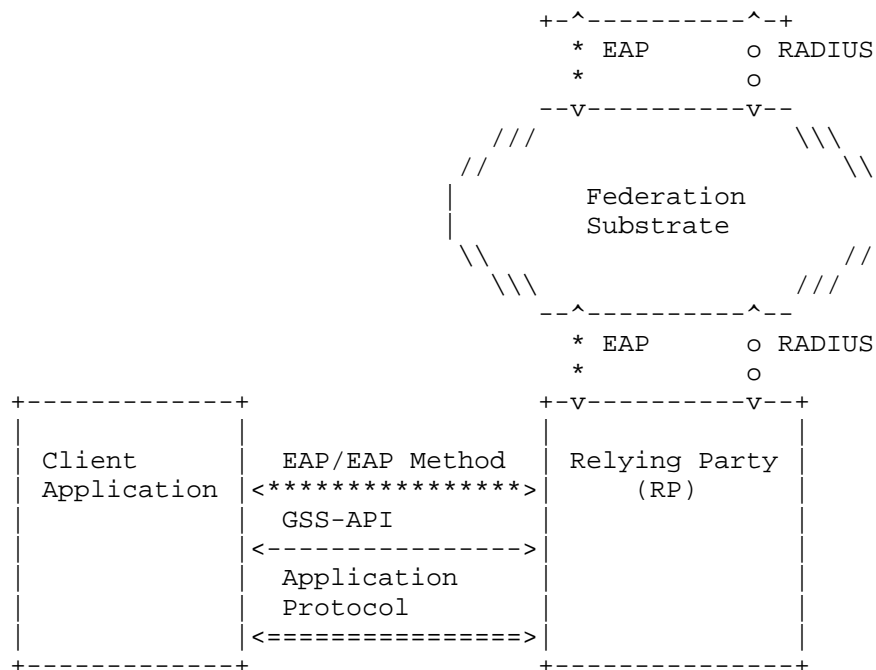 * EAP o RADIUS
* o
Federation
Substrate
* EAP o RADIUS
* o
Client EAP/EAP Method Relying Party
Application <****************> (RP)
GSS-API
<---------------->
Application
Protocol
<================>